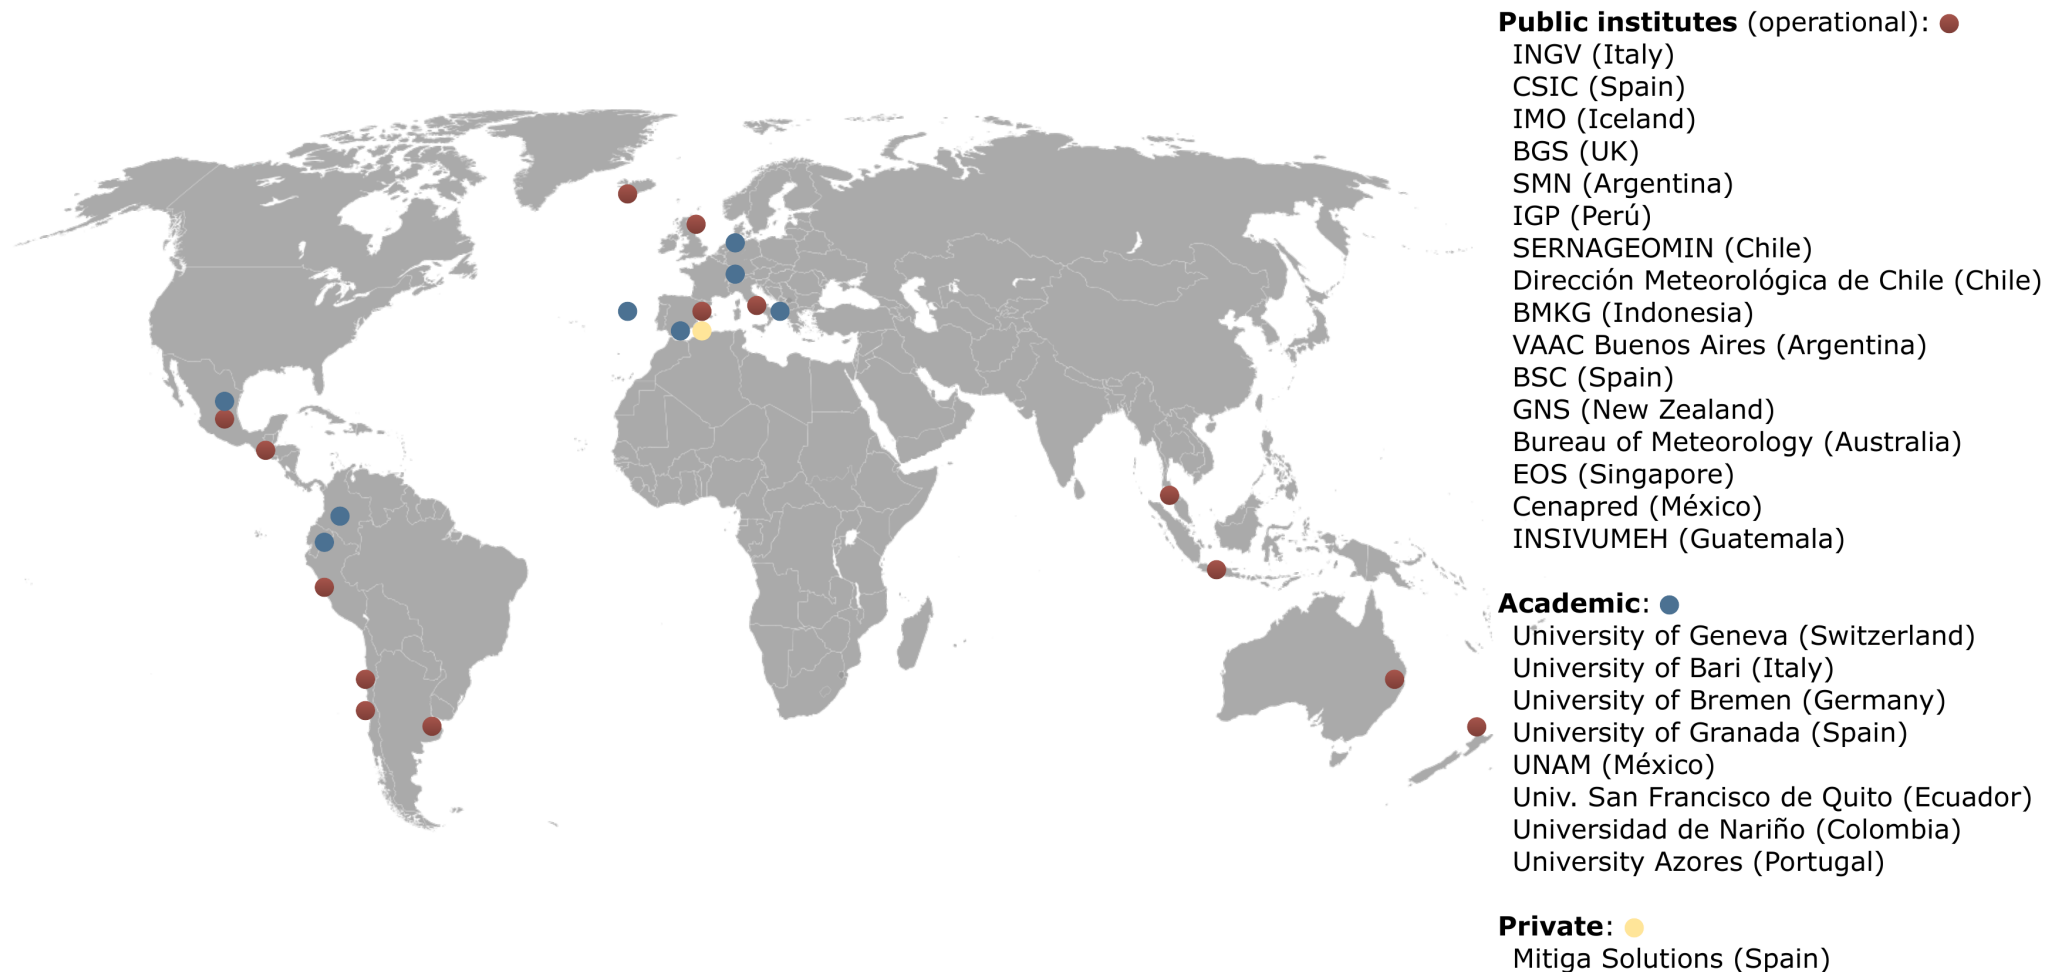 Public institutes (operational):
INGV (Italy)
CSIC (Spain)
IMO (Iceland)
BGS (UK)
SMN (Argentina)
IGP (Perú)
SERNAGEOMIN (Chile)
Dirección Meteorológica de Chile (Chile)
BMKG (Indonesia)
VAAC Buenos Aires (Argentina)
BSC (Spain)
GNS (New Zealand)
Bureau of Meteorology (Australia)
EOS (Singapore)
Cenapred (México)
INSIVUMEH (Guatemala)
Academic:
University of Geneva (Switzerland)
University of Bari (Italy)
University of Bremen (Germany)
University of Granada (Spain)
UNAM (México)
Univ. San Francisco de Quito (Ecuador)
Universidad de Nariño (Colombia)
University Azores (Portugal)
Private:
Mitiga Solutions (Spain)